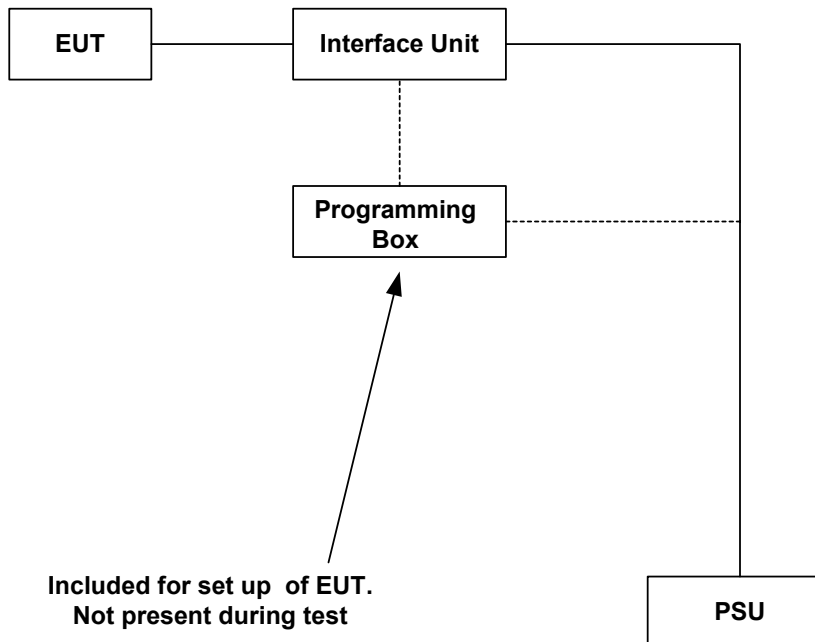 EUT
Interface Unit
Programming
Box
Included for set up of EUT.
Not present during test
PSU